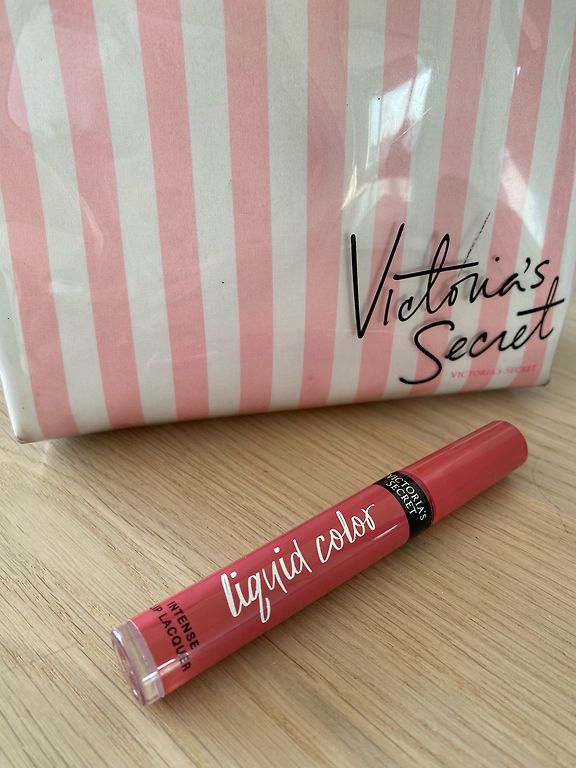 Victoria's
Secret
VICTORIA'S SECRET
VICTORIA'S
SECRET
liquid color
INTENSE
LIP LACQUER